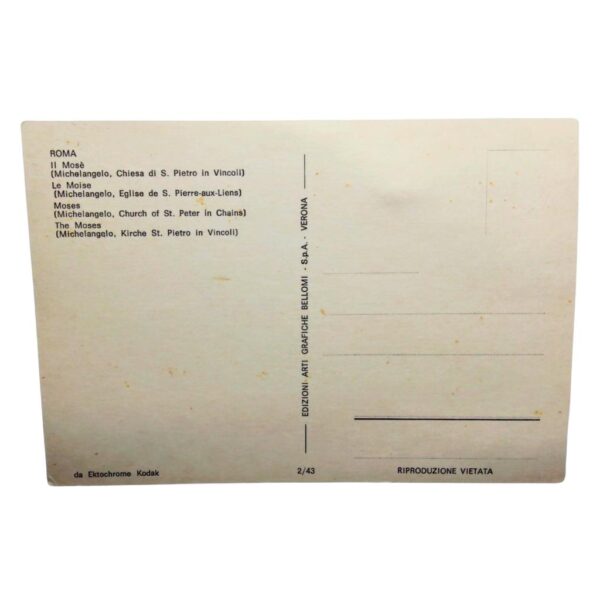 ROMA
Il Mosè
(Michelangelo, Chiesa di S. Pietro in Vincoli)
Le Moise
(Michelangelo, Eglise de S. Pierre-aux-Liens)
Moses
(Michelangelo, Church of St. Peter in Chains)
The Moses
(Michelangelo, Kirche St. Pietro in Vincoli)
da Ektochrome Kodak
EDIZIONI ARTI GRAFICHE BELLOMI - S.p.A. - VERONA
2/43
RIPRODUZIONE VIETATA